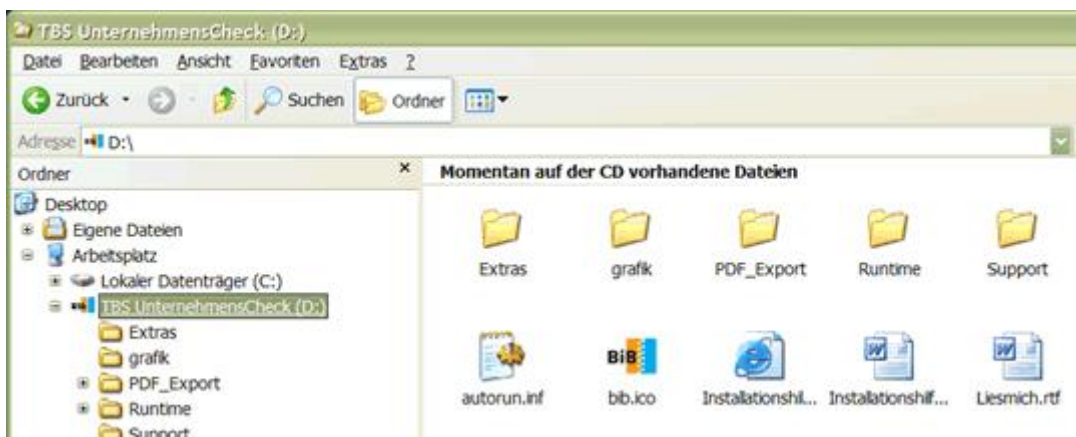 TBS UnternehmensCheck (D:)
Datei Bearbeiten Ansicht Favoriten Extras ?
Zurück Suchen Ordner
Adresse D:\
Ordner x
Desktop
Eigene Dateien
Arbeitsplatz
Lokaler Datenträger (C:)
TBS UnternehmensCheck (D:)
Extras
grafik
PDF_Export
Runtime
Support
Momentan auf der CD vorhandene Dateien
Extras grafik PDF_Export Runtime Support
BiB
autorun.inf bib.ico Installationshil... Installationshilf... Liesmich.rtf